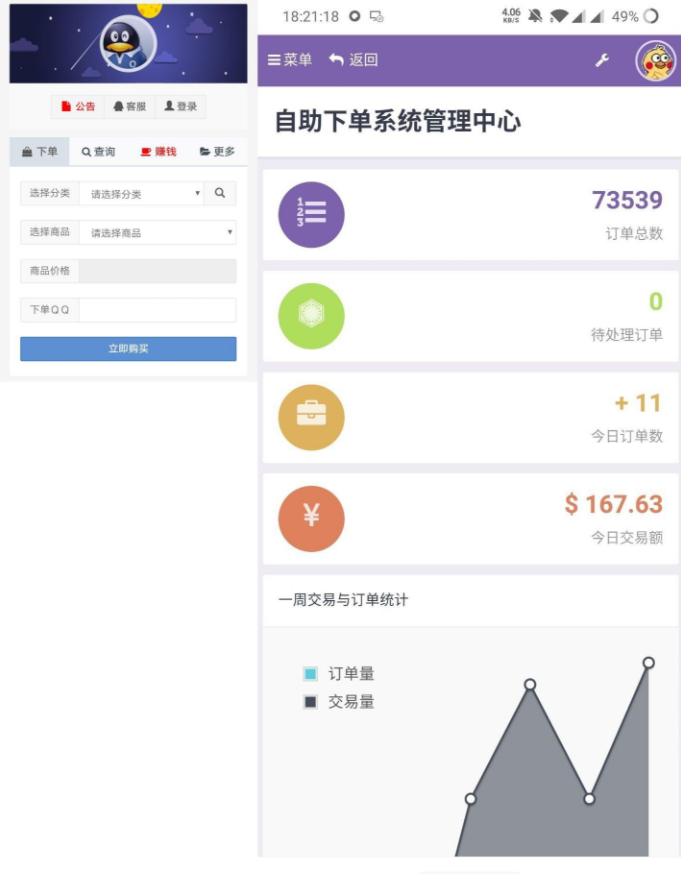 公告 客服 登录
下单 查询 赚钱 更多
选择分类 请选择分类
选择商品 请选择商品
商品价格
下单QQ
立即购买
18:21:18 4.06 KB/S 49%
菜单 返回
自助下单系统管理中心
1
2
3
73539
订单总数
0
待处理订单
+ 11
今日订单数
¥
$ 167.63
今日交易额
一周交易与订单统计
订单量
交易量